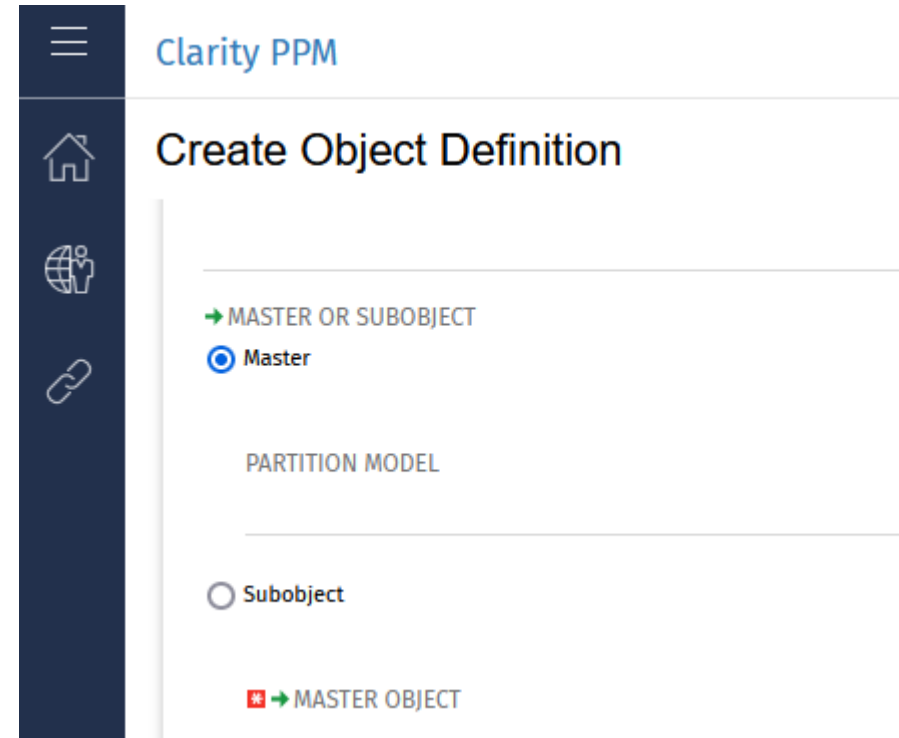 Clarity PPM
Create Object Definition
MASTER OR SUBOBJECT
Master
PARTITION MODEL
Subobject
MASTER OBJECT